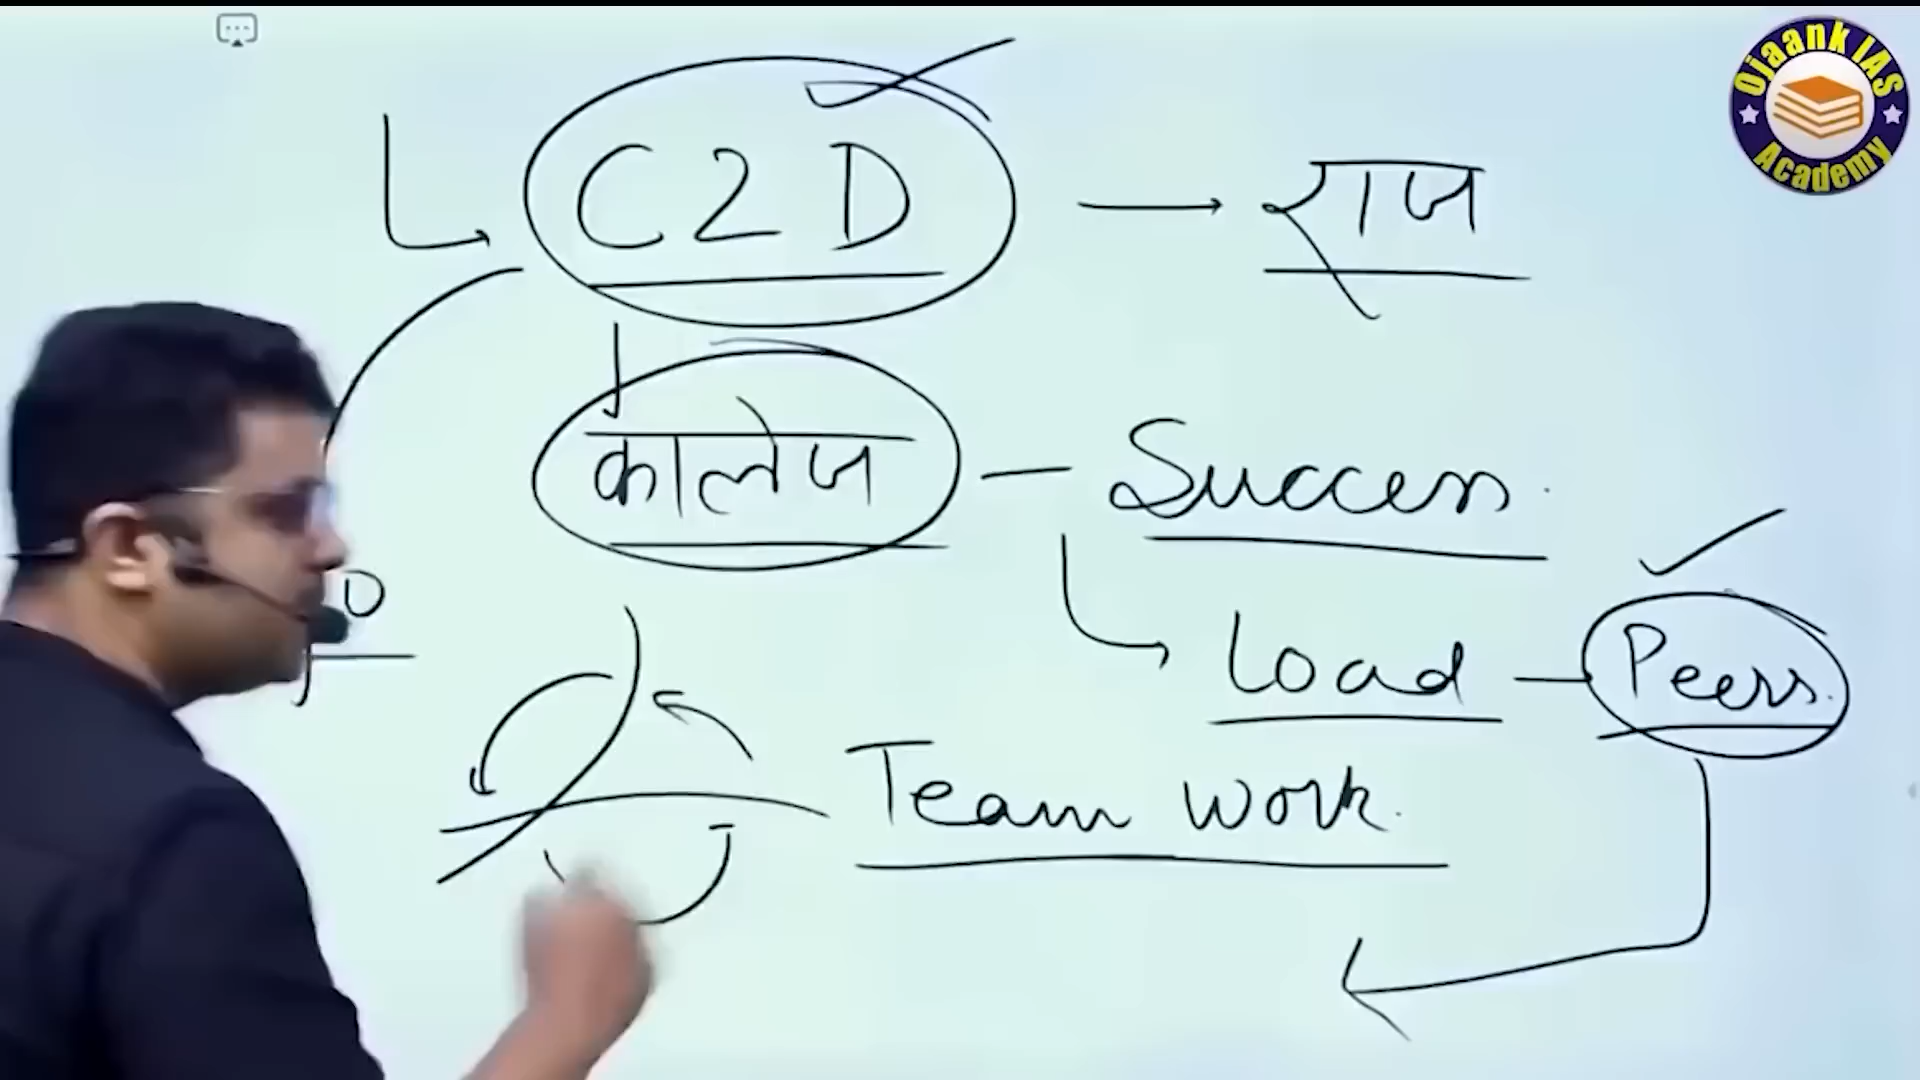 Ojaank IAS Academy
C2D → राज
कालेज - Success
Load - Peers
D
Team work